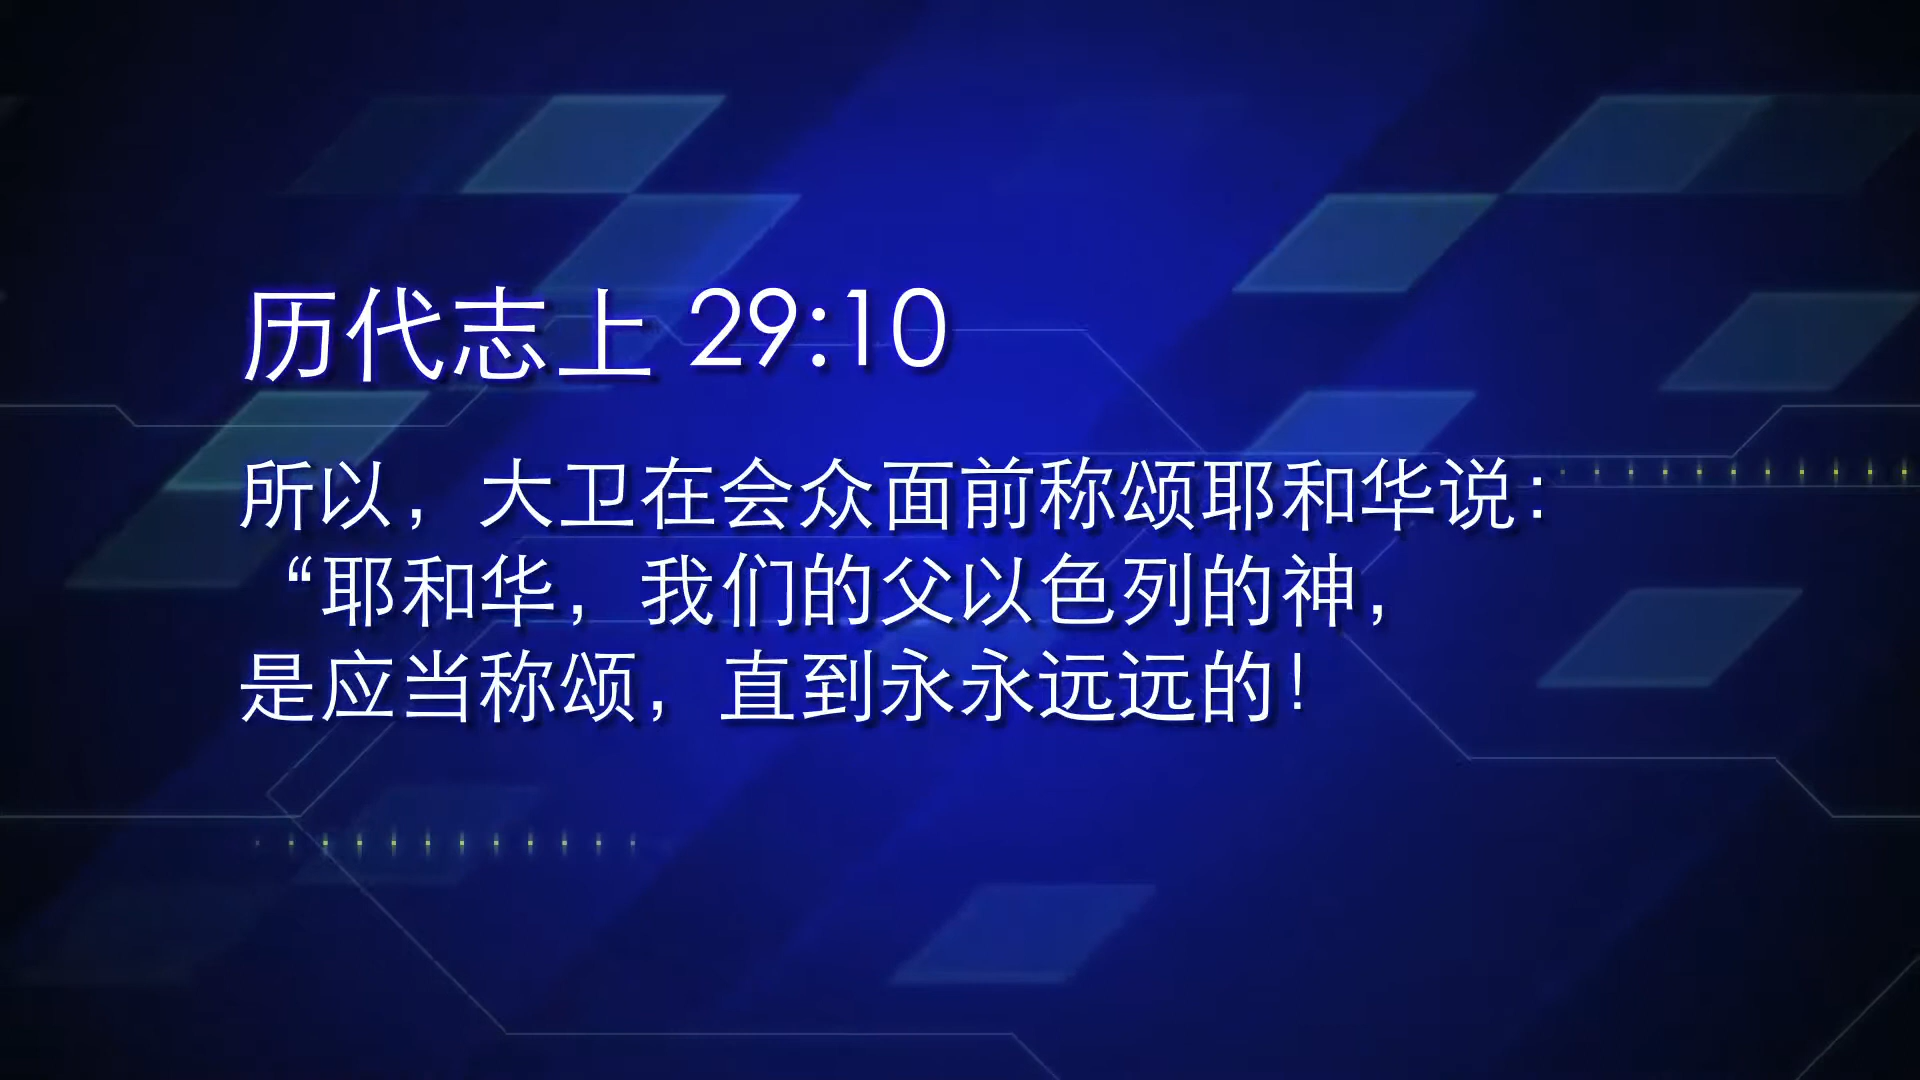 历代志上 29:10
所以，大卫在会众面前称颂耶和华说：
“耶和华，我们的父以色列的神，
是应当称颂，直到永永远远的！